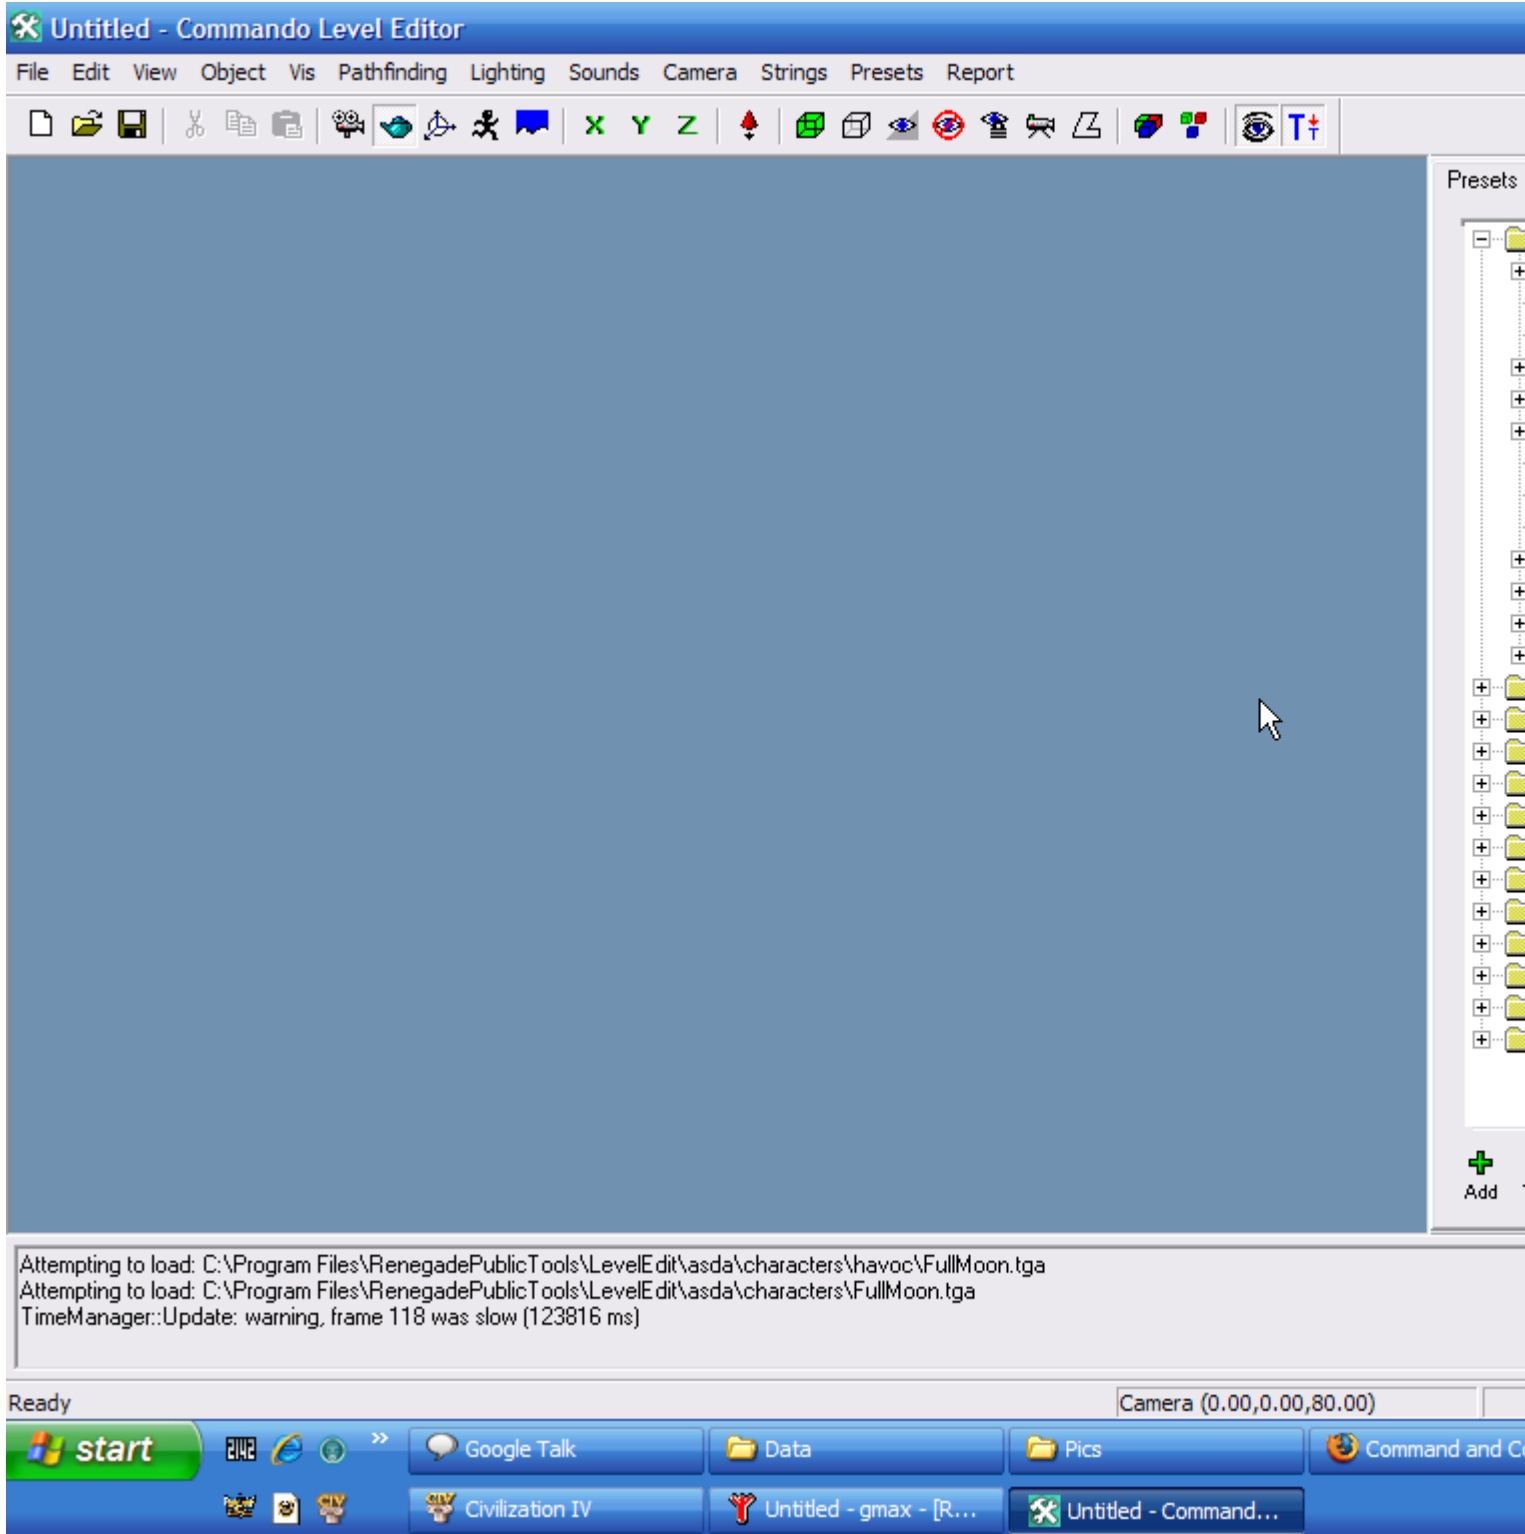 Untitled - Commando Level Editor
File Edit View Object Vis Pathfinding Lighting Sounds Camera Strings Presets Report
X Y Z T
Presets
Add
Attempting to load: C:\Program Files\RenegadePublicTools\LevelEdit\asda\characters\havoc\FullMoon.tga
Attempting to load: C:\Program Files\RenegadePublicTools\LevelEdit\asda\characters\FullMoon.tga
TimeManager::Update: warning, frame 118 was slow (123816 ms)
Ready Camera (0.00,0.00,80.00)
start 2142 » Google Talk Data Pics Command and C
CIV CIV Civilization IV Untitled - gmax - [R... Untitled - Command...